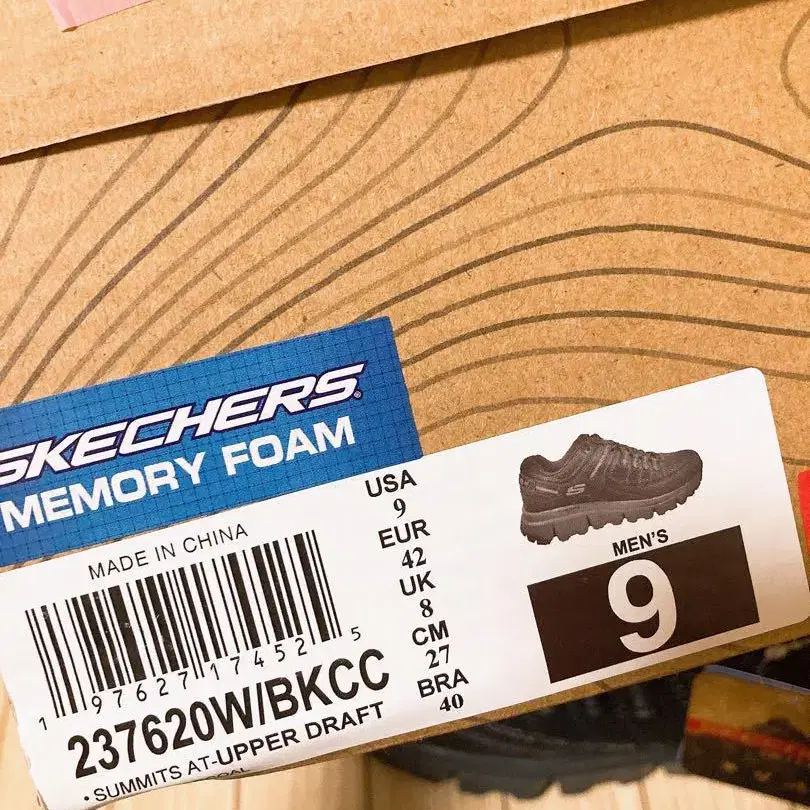 SKECHERS®
MEMORY FOAM
MADE IN CHINA
1 97627 17452 5
237620W/BKCC
• SUMMITS AT-UPPER DRAFT
USA
9
EUR
42
UK
8
CM
27
BRA
40
S
MEN'S
9